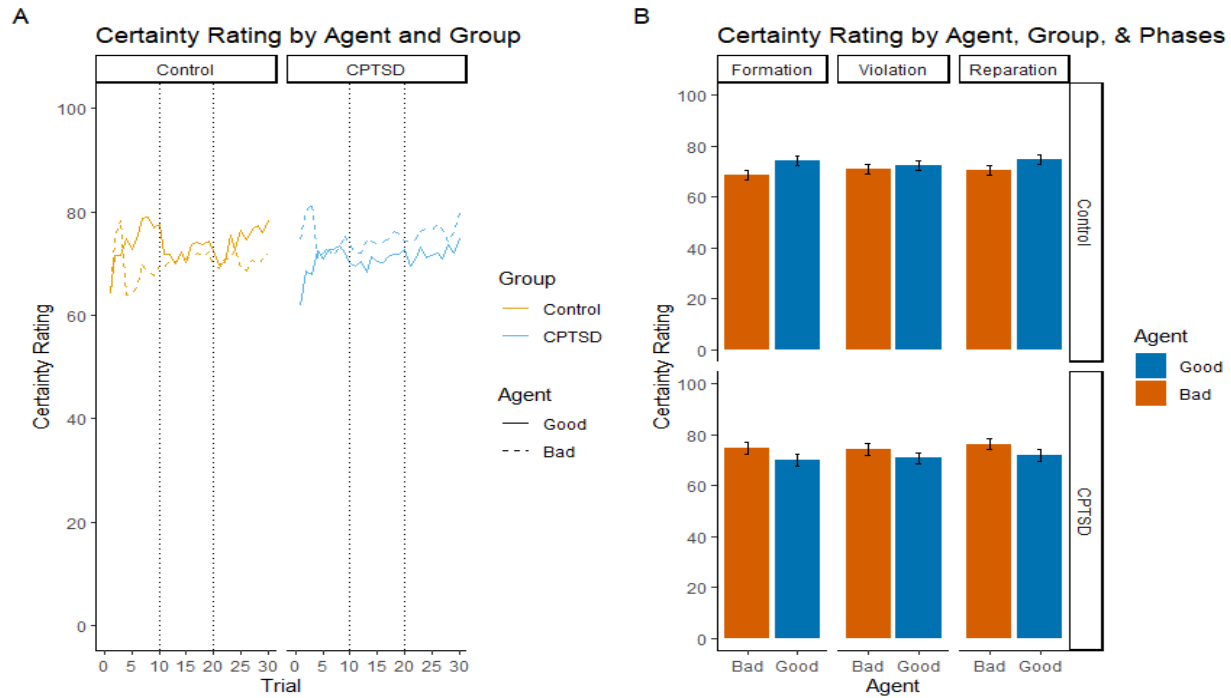 A
Certainty Rating by Agent and Group
Control
CPTSD
100
80
60
40
20
0
Certainty Rating
0 5 10 15 20 25 30
0 5 10 15 20 25 30
Trial
Group
Control
CPTSD
Agent
Good
Bad
B
Certainty Rating by Agent, Group, & Phases
Formation
Violation
Reparation
100
80
60
40
20
0
Control
100
80
60
40
20
0
CPTSD
Certainty Rating
Bad Good
Bad Good
Bad Good
Agent
Agent
Good
Bad